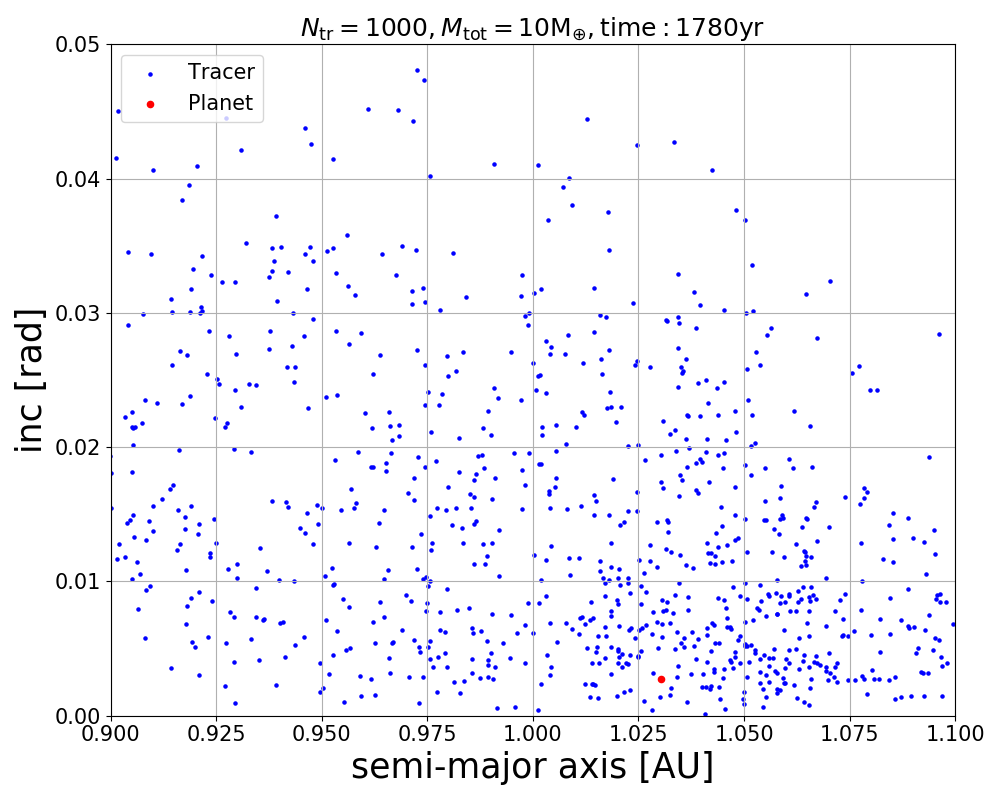 N_tr = 1000, M_tot = 10M_⊕, time : 1780yr
Tracer
Planet
0.05
0.04
0.03
0.02
0.01
0.00
inc [rad]
0.900 0.925 0.950 0.975 1.000 1.025 1.050 1.075 1.100
semi-major axis [AU]